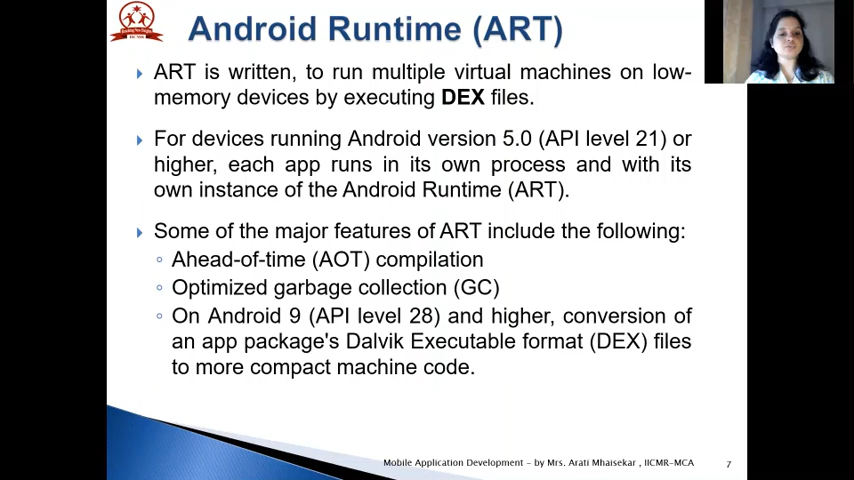 Android Runtime (ART)
ART is written, to run multiple virtual machines on low-
memory devices by executing DEX files.
For devices running Android version 5.0 (API level 21) or
higher, each app runs in its own process and with its
own instance of the Android Runtime (ART).
Some of the major features of ART include the following:
Ahead-of-time (AOT) compilation
Optimized garbage collection (GC)
On Android 9 (API level 28) and higher, conversion of
an app package's Dalvik Executable format (DEX) files
to more compact machine code.
Mobile Application Development - by Mrs. Arati Mhaisekar , IICMR-MCA
7